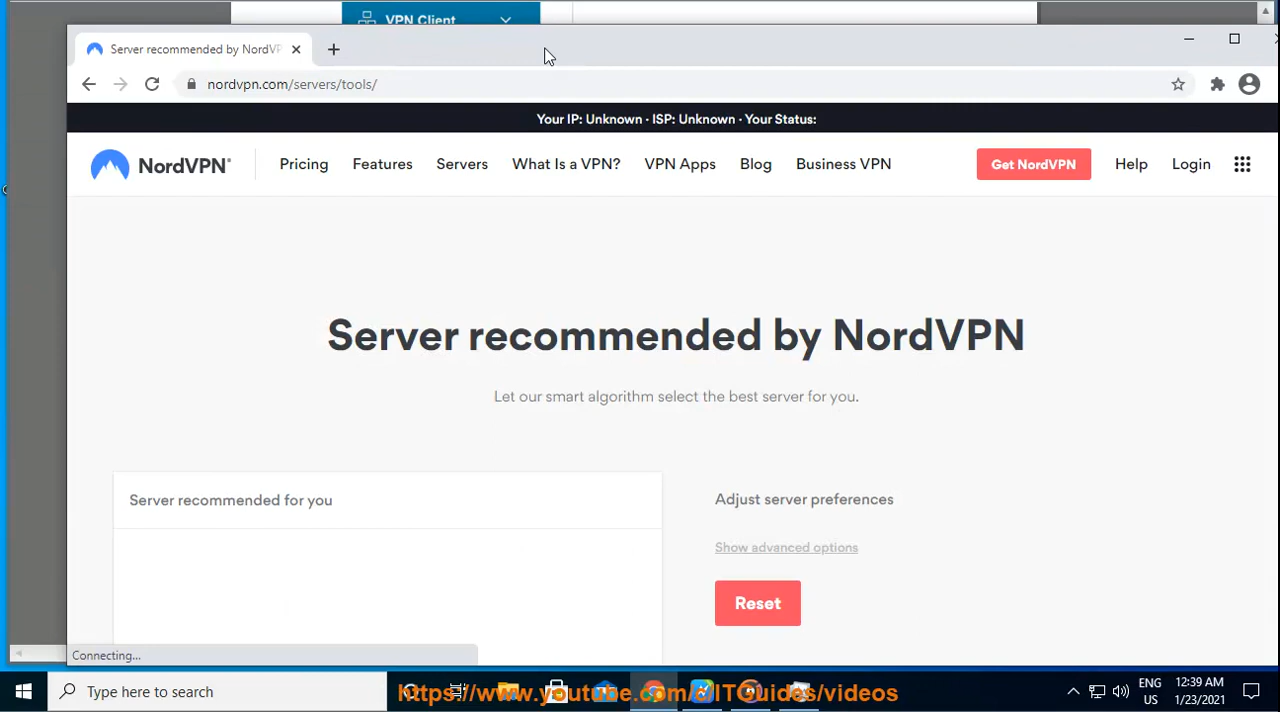 VPN Client
Server recommended by NordVP
nordvpn.com/servers/tools/
Your IP: Unknown · ISP: Unknown · Your Status:
NordVPN®
Pricing
Features
Servers
What Is a VPN?
VPN Apps
Blog
Business VPN
Get NordVPN
Help
Login
Server recommended by NordVPN
Let our smart algorithm select the best server for you.
Server recommended for you
Adjust server preferences
Show advanced options
Reset
Connecting...
Type here to search
https://www.youtube.com/c/ITGuides/videos
ENG
US
12:39 AM
1/23/2021